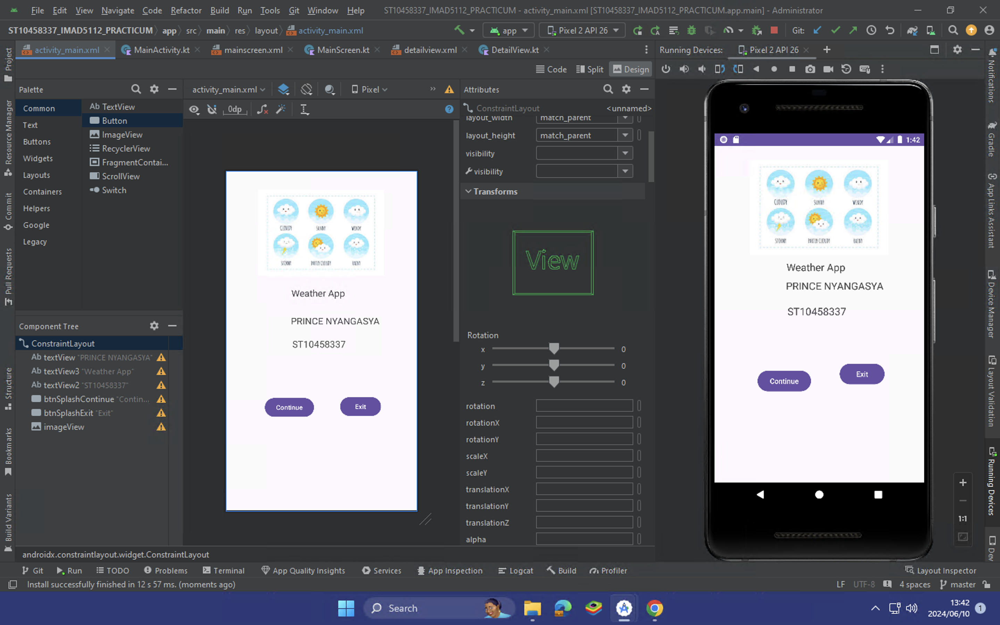 File Edit View Navigate Code Refactor Build Run Tools Git Window Help ST10458337_IMAD5112_PRACTICUM - activity_main.xml [ST10458337_IMAD5112_PRACTICUM.app.main] - Administrator
ST10458337_IMAD5112_PRACTICUM app src main res layout activity_main.xml app Pixel 2 API 26 Git:
activity_main.xml MainActivity.kt mainscreen.xml MainScreen.kt detailview.xml DetailView.kt Running Devices: Pixel 2 API 26
Code Split Design
Palette
Common
Text
Buttons
Widgets
Layouts
Containers
Helpers
Google
Legacy
Ab TextView
Button
ImageView
RecyclerView
FragmentContai...
ScrollView
Switch
Component Tree
ConstraintLayout
Ab textView "PRINCE NYANGASYA"
Ab textView3 "Weather App"
Ab textView2 "ST10458337"
btnSplashContinue "Contin...
btnSplashExit "Exit"
imageView
activity_main.xml Pixel
0dp
CLOUDY SUNNY WINDY
STORMY PARTLY CLOUDY RAINY
Weather App
PRINCE NYANGASYA
ST10458337
Continue Exit
Attributes
ConstraintLayout <unnamed>
layout_width match_parent
layout_height match_parent
visibility
visibility
Transforms
View
Rotation
x 0
y 0
z 0
rotation
rotationX
rotationY
scaleX
scaleY
translationX
translationY
translationZ
alpha
1:42
CLOUDY SUNNY WINDY
STORMY PARTLY CLOUDY RAINY
Weather App
PRINCE NYANGASYA
ST10458337
Continue Exit
1:1
Project
Resource Manager
Commit
Pull Requests
Structure
Bookmarks
Build Variants
Notifications
Gradle
App Links Assistant
Device Manager
Layout Validation
Running Devices
Dev
androidx.constraintlayout.widget.ConstraintLayout
Git Run TODO Problems Terminal App Quality Insights Services App Inspection Logcat Build Profiler Layout Inspector
Install successfully finished in 12 s 57 ms. (moments ago) LF UTF-8 4 spaces master
Search
13:42
2024/06/10 1